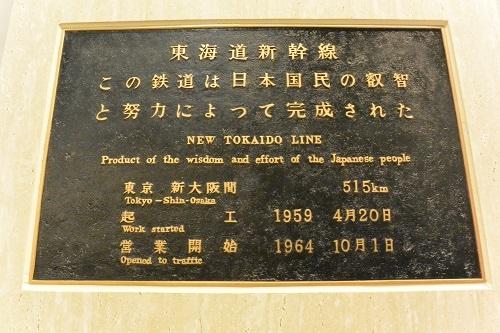 東海道新幹線
この鉄道は日本国民の叡智
と努力によって完成された
NEW TOKAIDO LINE
Product of the wisdom and effort of the Japanese people
東京 新大阪間 515km
Tokyo-Shin-Osaka
起工 1959 4月20日
Work started
営業開始 1964 10月1日
Opened to traffic